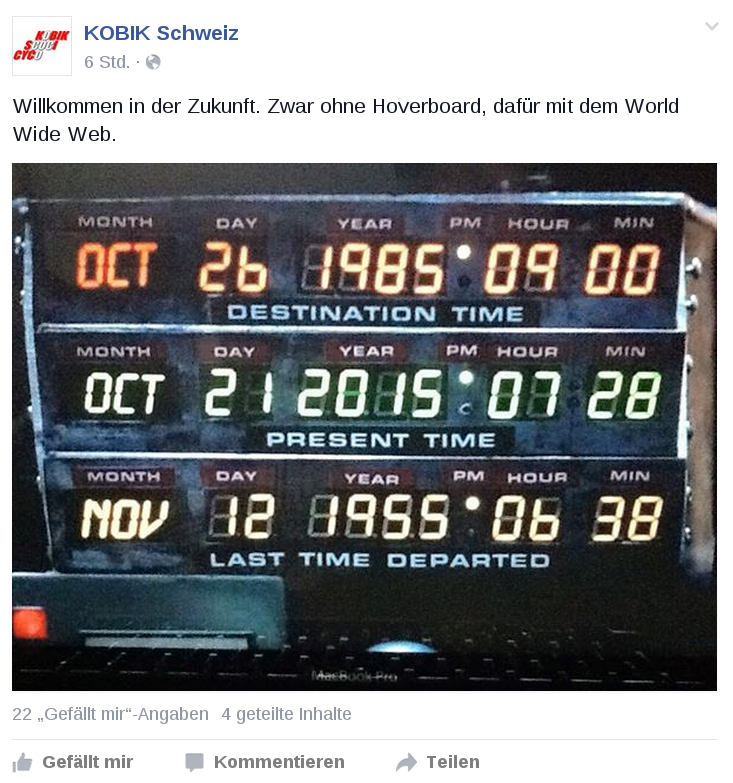 KOBIK
SCOCI
CYCO
KOBIK Schweiz
6 Std. ·
Willkommen in der Zukunft. Zwar ohne Hoverboard, dafür mit dem World
Wide Web.
MONTH DAY YEAR PM HOUR MIN
OCT 26 1985 09 00
DESTINATION TIME
MONTH DAY YEAR PM HOUR MIN
OCT 21 2015 07 28
PRESENT TIME
MONTH DAY YEAR PM HOUR MIN
NOV 12 1955 06 38
LAST TIME DEPARTED
MacBook Pro
22 „Gefällt mir“-Angaben 4 geteilte Inhalte
Gefällt mir Kommentieren Teilen